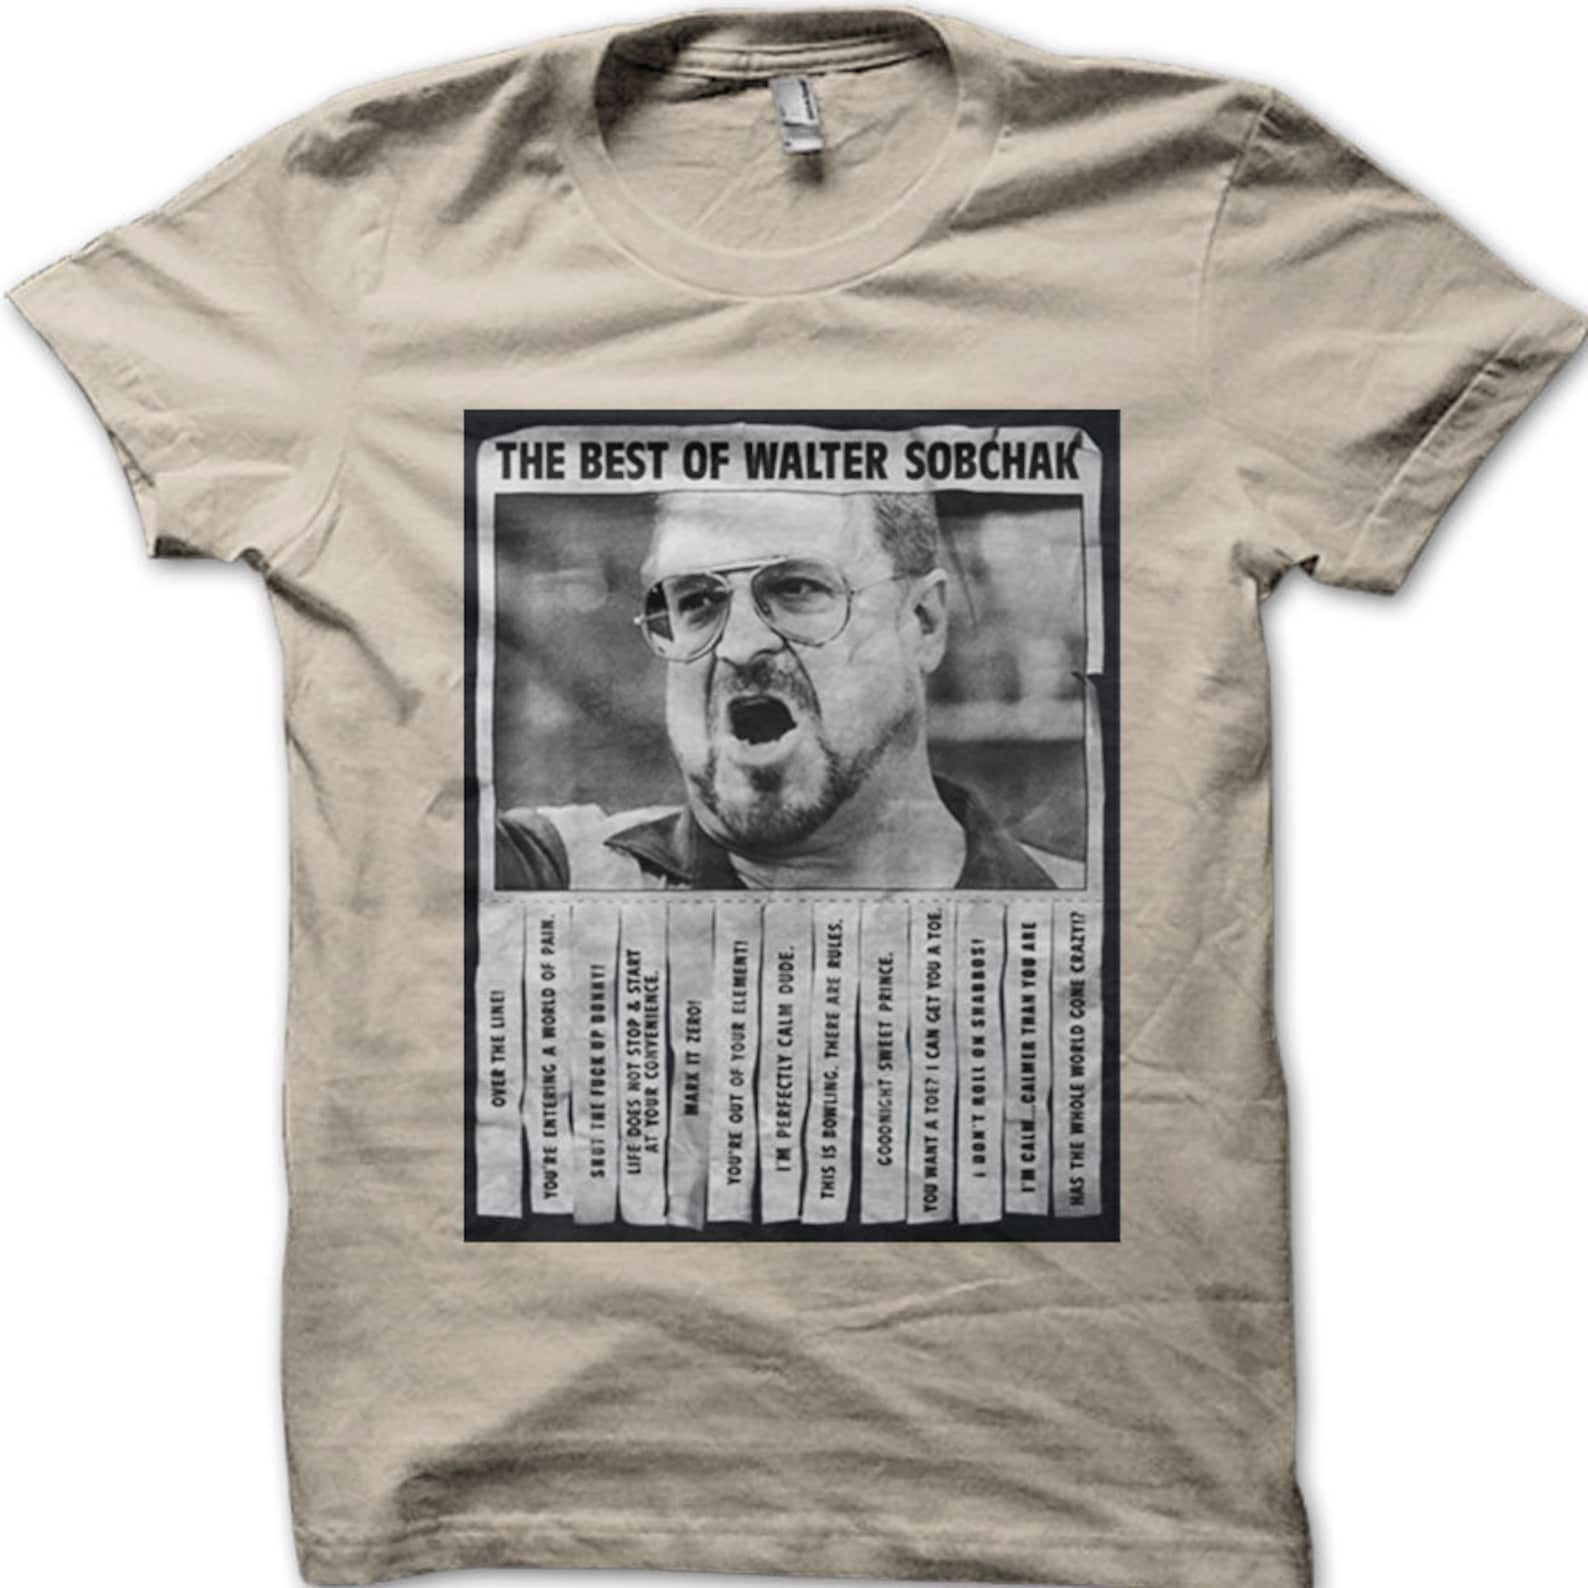 THE BEST OF WALTER SOBCHAK
OVER THE LINE!
YOU'RE ENTERING A WORLD OF PAIN.
SHUT THE FUCK UP DONNY!
LIFE DOES NOT STOP & START
AT YOUR CONVENIENCE.
MARK IT ZERO!
YOU'RE OUT OF YOUR ELEMENT!
I'M PERFECTLY CALM DUDE.
THIS IS BOWLING. THERE ARE RULES.
GOODNIGHT SWEET PRINCE.
YOU WANT A TOE? I CAN GET YOU A TOE.
I DON'T ROLL ON SHABBOS!
I'M CALM...CALMER THAN YOU ARE
HAS THE WHOLE WORLD GONE CRAZY!?